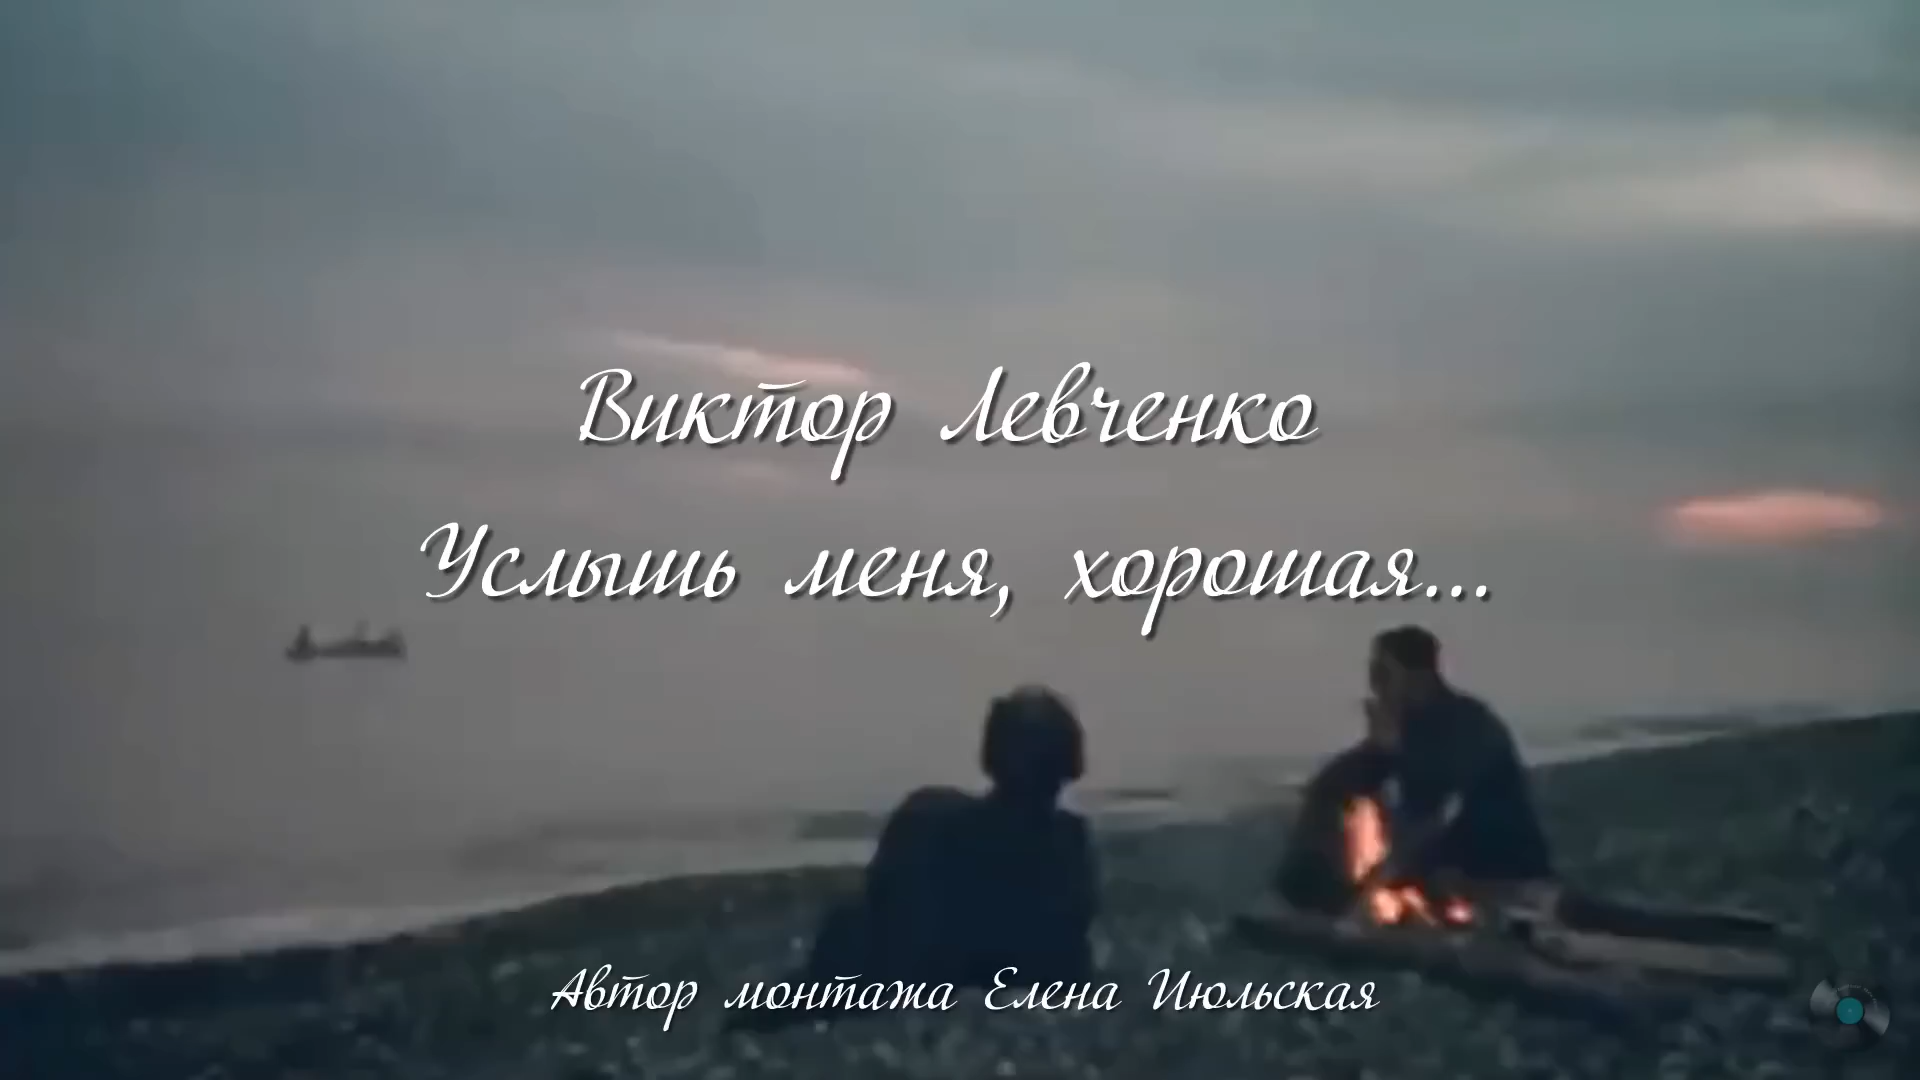 Виктор Левченко
Услышь меня, хорошая...
Автор монтажа Елена Июльская